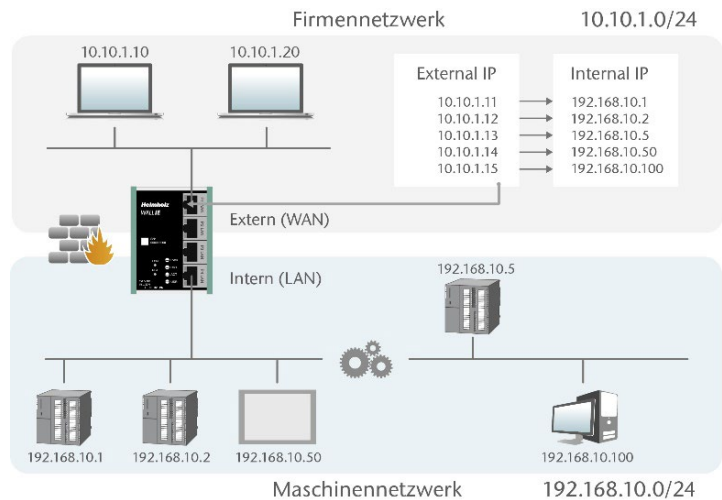 Firmennetzwerk 10.10.1.0/24
10.10.1.10 10.10.1.20
External IP Internal IP
10.10.1.11 192.168.10.1
10.10.1.12 192.168.10.2
10.10.1.13 192.168.10.5
10.10.1.14 192.168.10.50
10.10.1.15 192.168.10.100
Helmholz
WALL IE
Extern (WAN)
Intern (LAN)
192.168.10.5
192.168.10.1 192.168.10.2 192.168.10.50 192.168.10.100
Maschinennetzwerk 192.168.10.0/24